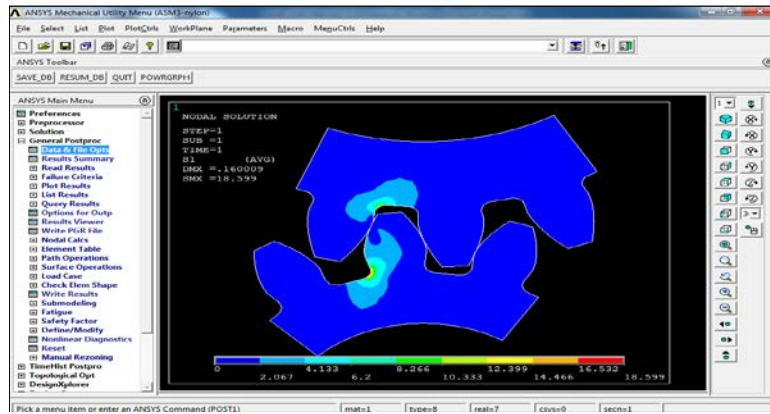 ANSYS Mechanical Utility Menu (ASM3-nylon)
File Select List Plot PlotCtrls WorkPlane Parameters Macro MenuCtrls Help
ANSYS Toolbar
SAVE_DB RESUM_DB QUIT POWRGRPH
ANSYS Main Menu
Preferences
Preprocessor
Solution
General Postproc
Data & File Opts
Results Summary
Read Results
Failure Criteria
Plot Results
List Results
Query Results
Options for Outp
Results Viewer
Write PGR File
Nodal Calcs
Element Table
Path Operations
Surface Operations
Load Case
Check Elem Shape
Write Results
Submodeling
Fatigue
Safety Factor
Define/Modify
Nonlinear Diagnostics
Reset
Manual Rezoning
TimeHist Postpro
Topological Opt
DesignXplorer
1
NODAL SOLUTION
STEP=1
SUB =1
TIME=1
S1 (AVG)
DMX =.160009
SMX =18.599
0 4.133 8.266 12.399 16.532
2.067 6.2 10.333 14.466 18.599
1
3
Pick a menu item or enter an ANSYS Command (POST1) mat=1 type=8 real=7 csys=0 secn=1